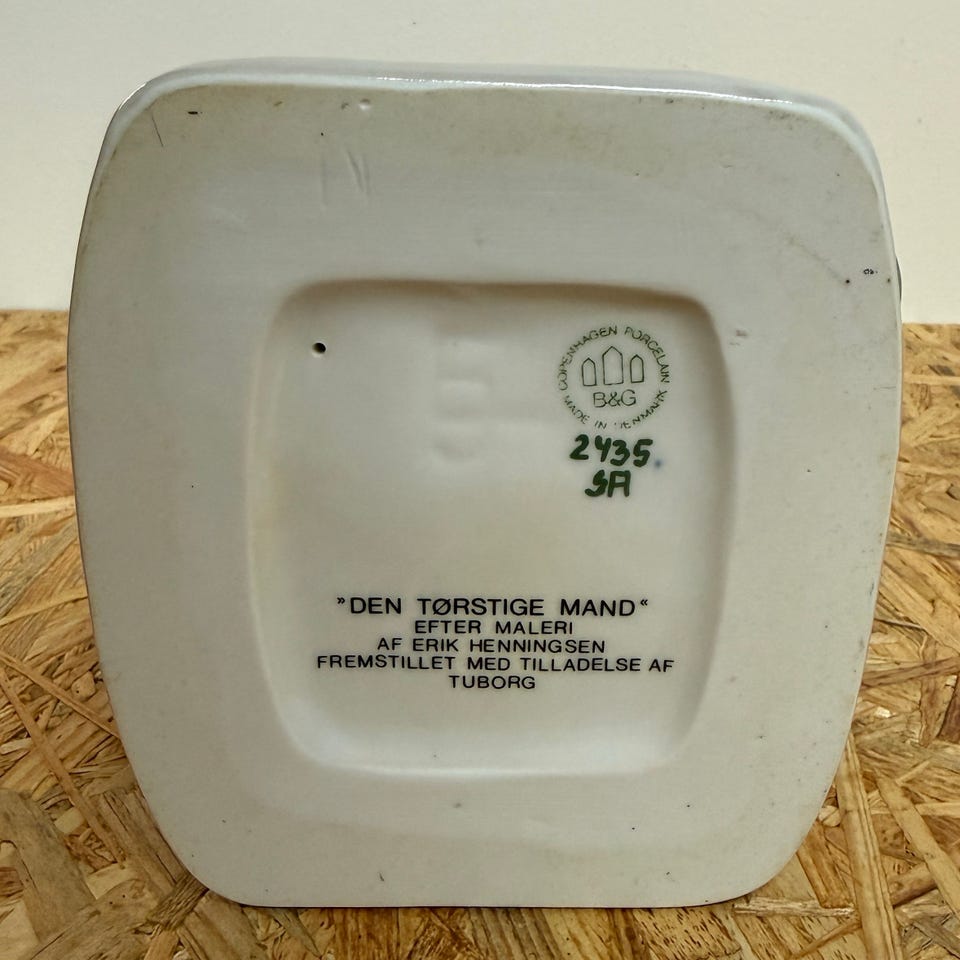 COPENHAGEN PORCELAIN
B&G
MADE IN DENMARK
2435
SA
»DEN TØRSTIGE MAND«
EFTER MALERI
AF ERIK HENNINGSEN
FREMSTILLET MED TILLADELSE AF
TUBORG